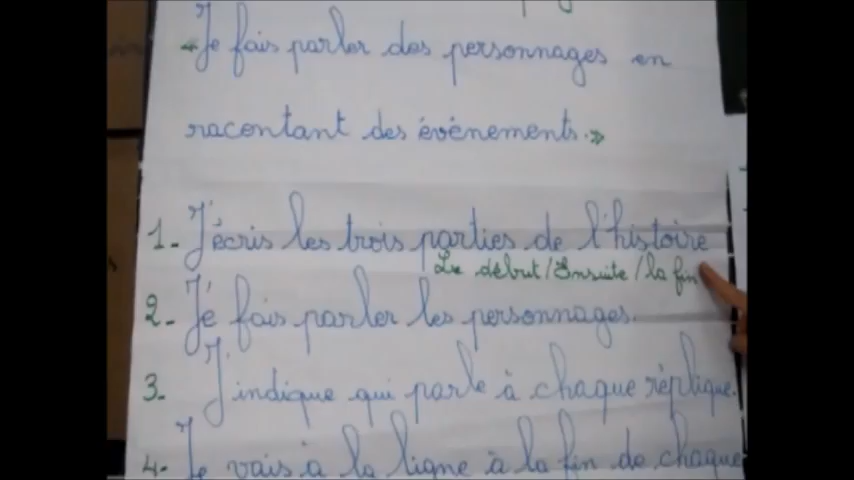 «Je fais parler des personnages en
racontant des évènements.»
1. J'écris les trois parties de l'histoire
Le début/Ensuite/la fin
2. Je fais parler les personnages.
3. J'indique qui parle à chaque réplique.
4. Je vais à la ligne à la fin de chaque